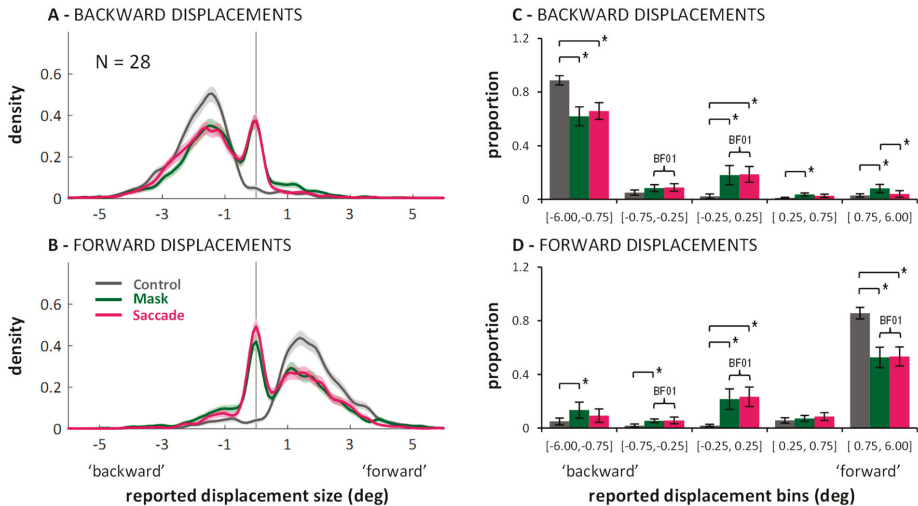 A - BACKWARD DISPLACEMENTS
N = 28
density
0.6
0.4
0.2
0
-5 -3 -1 1 3 5
B - FORWARD DISPLACEMENTS
Control
Mask
Saccade
density
0.6
0.4
0.2
0
-5 -3 -1 1 3 5
'backward' 'forward'
reported displacement size (deg)
C - BACKWARD DISPLACEMENTS
proportion
1.2
0.8
0.4
0
*
*
BF01
*
*
BF01
*
*
*
[-6.00,-0.75] [-0.75,-0.25] [-0.25, 0.25] [ 0.25, 0.75] [ 0.75, 6.00]
D - FORWARD DISPLACEMENTS
proportion
1.2
0.8
0.4
0
*
*
BF01
*
*
BF01
*
*
BF01
[-6.00,-0.75] [-0.75,-0.25] [-0.25, 0.25] [ 0.25, 0.75] [ 0.75, 6.00]
'backward' 'forward'
reported displacement bins (deg)